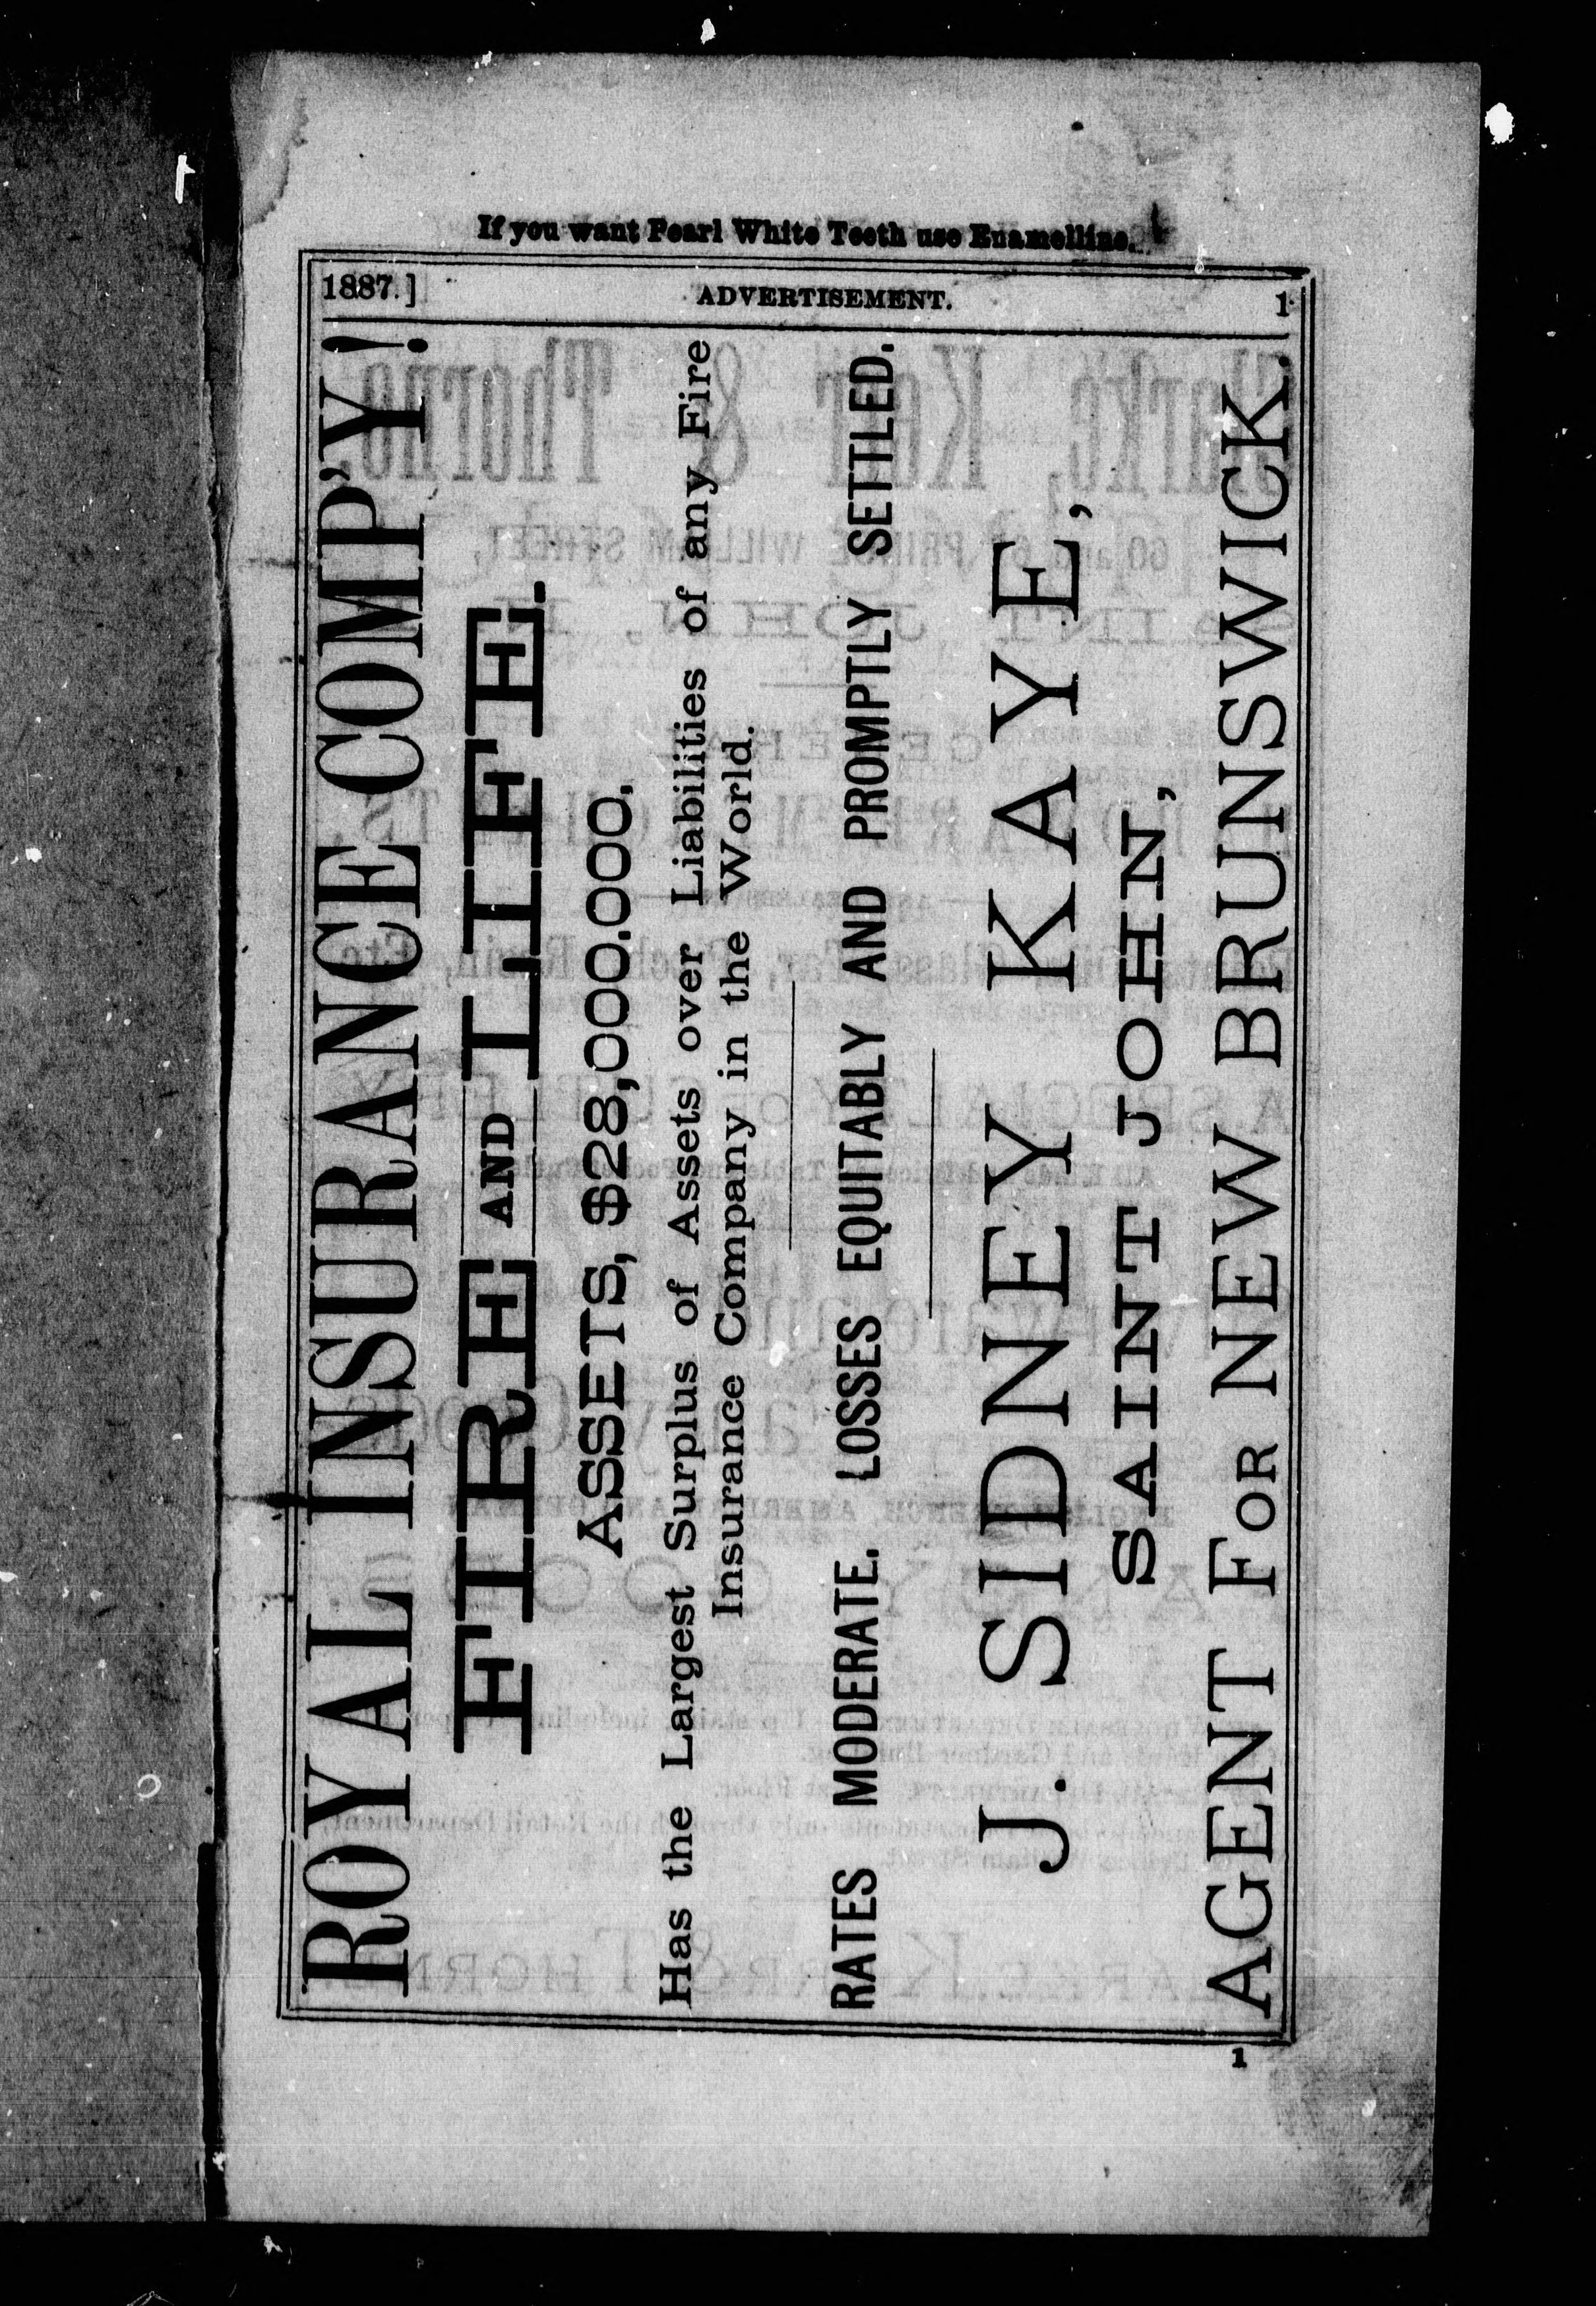 If you want Pearl White Teeth use Enamelline.
1887.] ADVERTISEMENT. 1
ROYAL INSURANCE COMP'Y!
FIRE AND LIFE.
ASSETS, $28,000.000.
Has the Largest Surplus of Assets over Liabilities of any Fire
Insurance Company in the World.
RATES MODERATE. LOSSES EQUITABLY AND PROMPTLY SETTLED.
J. SIDNEY KAYE,
SAINT JOHN,
AGENT FOR NEW BRUNSWICK.
1